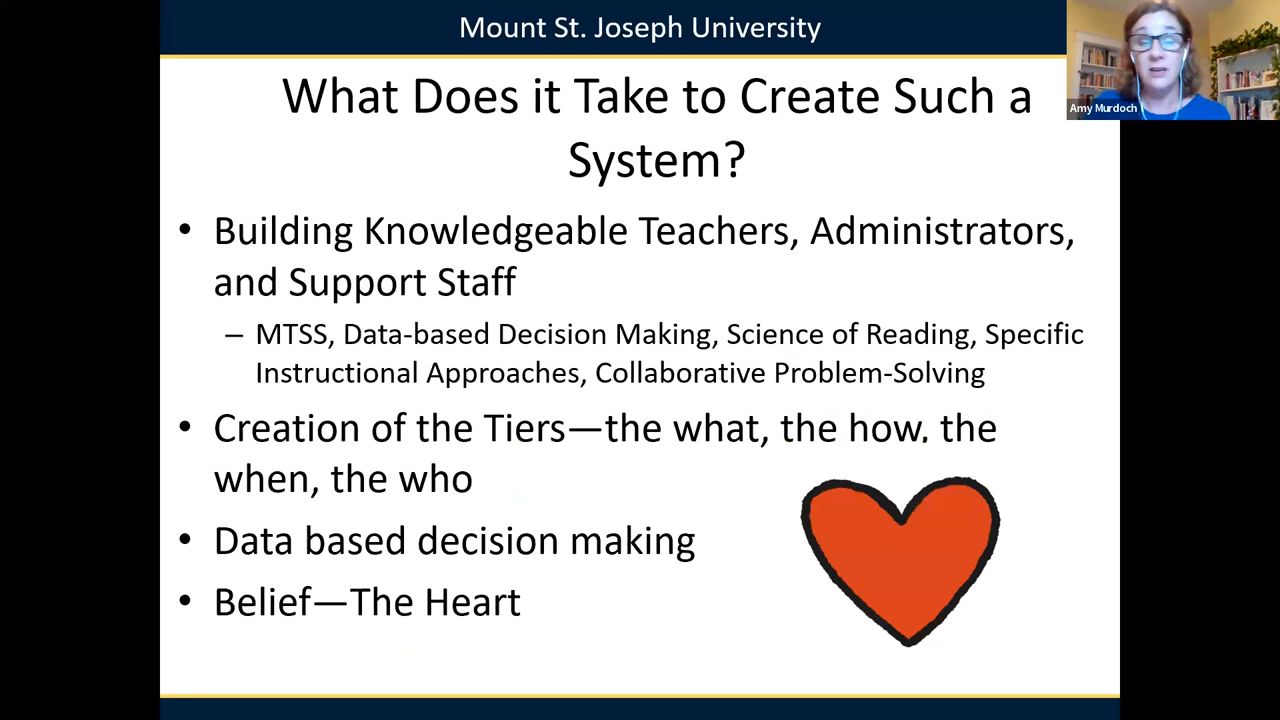 Mount St. Joseph University
Amy Murdoch
What Does it Take to Create Such a
System?
• Building Knowledgeable Teachers, Administrators,
and Support Staff
– MTSS, Data-based Decision Making, Science of Reading, Specific
Instructional Approaches, Collaborative Problem-Solving
• Creation of the Tiers—the what, the how, the
when, the who
• Data based decision making
• Belief—The Heart